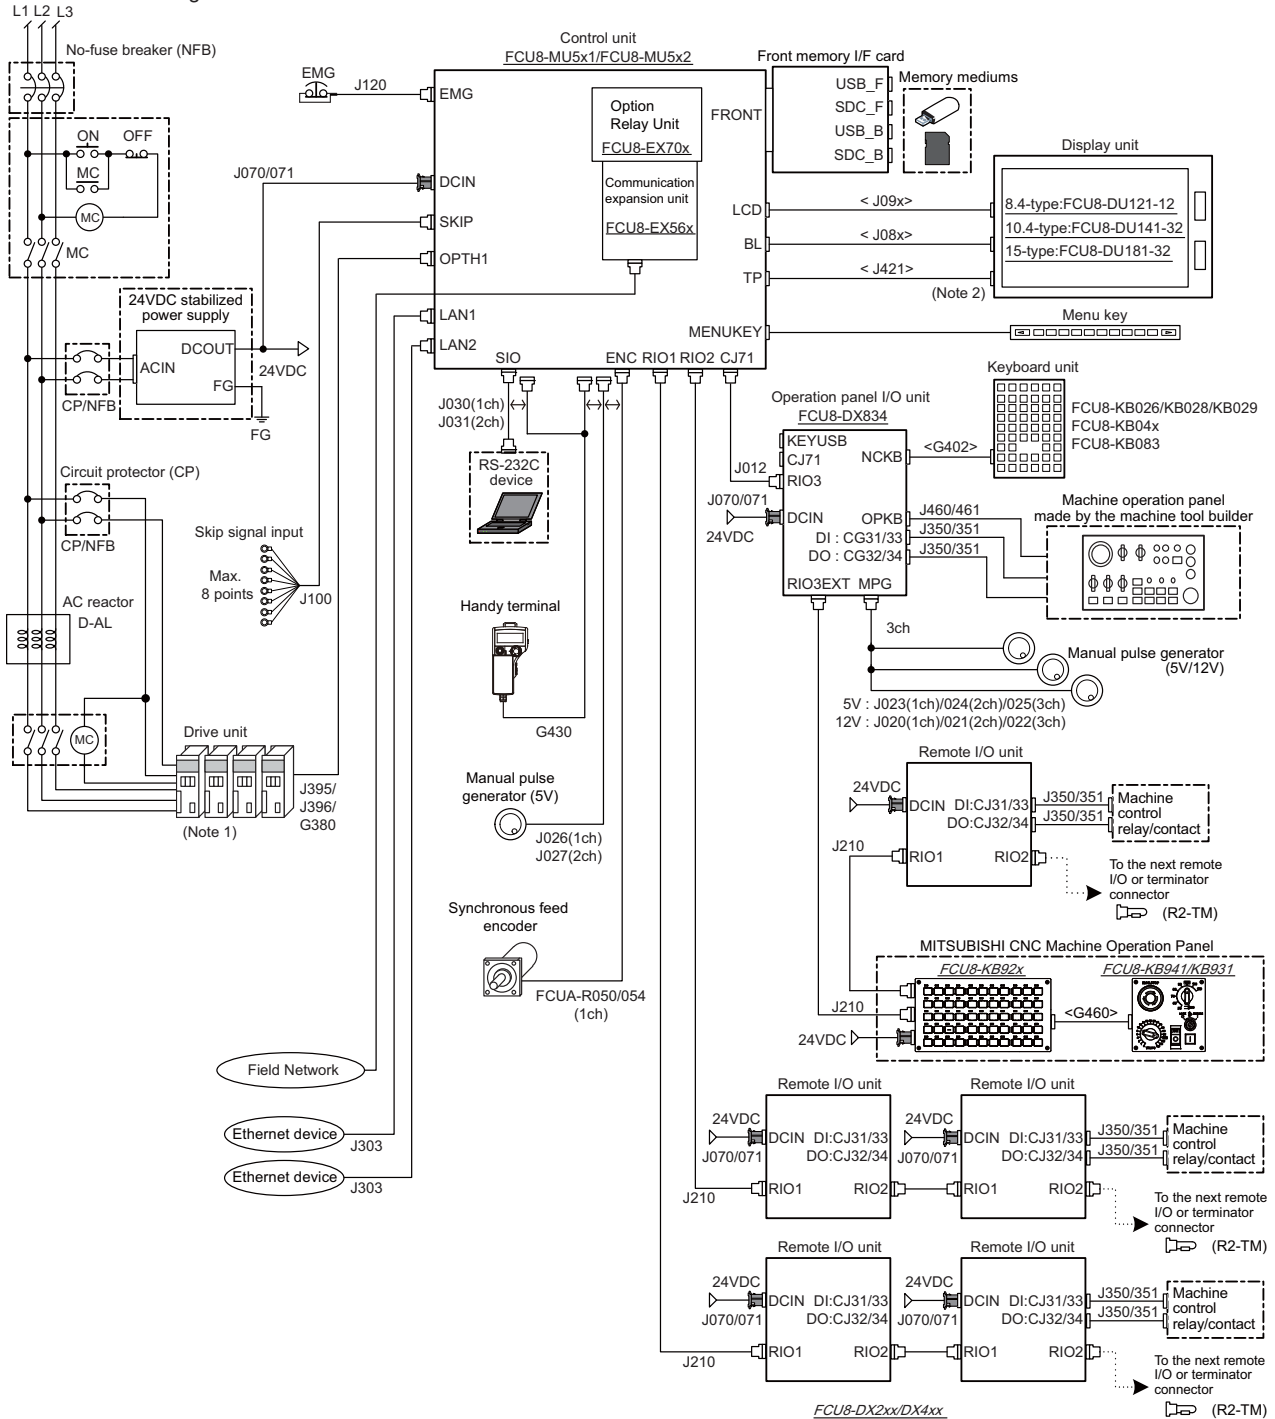 L1 L2 L3
No-fuse breaker (NFB)
ON OFF
MC
MC
MC
24VDC stabilized
power supply
DCOUT
ACIN
FG
24VDC
FG
CP/NFB
Circuit protector (CP)
CP/NFB
AC reactor
D-AL
MC
Drive unit
(Note 1)
J395/
J396/
G380
Skip signal input
Max.
8 points
J100
EMG
J120
J070/071
Control unit
FCU8-MU5x1/FCU8-MU5x2
EMG
DCIN
SKIP
OPTH1
LAN1
LAN2
SIO
ENC RIO1 RIO2 CJ71
Option
Relay Unit
FCU8-EX70x
Communication
expansion unit
FCU8-EX56x
FRONT
LCD
BL
TP
MENUKEY
Front memory I/F card
USB_F
SDC_F
USB_B
SDC_B
Memory mediums
Display unit
8.4-type:FCU8-DU121-12
10.4-type:FCU8-DU141-32
15-type:FCU8-DU181-32
< J09x>
< J08x>
< J421>
(Note 2)
Menu key
Keyboard unit
FCU8-KB026/KB028/KB029
FCU8-KB04x
FCU8-KB083
<G402>
Operation panel I/O unit
FCU8-DX834
KEYUSB
CJ71
RIO3
NCKB
DCIN
OPKB
DI : CG31/33
DO : CG32/34
RIO3EXT MPG
J012
J070/071
24VDC
J460/461
J350/351
J350/351
Machine operation panel
made by the machine tool builder
3ch
Manual pulse generator
(5V/12V)
5V : J023(1ch)/024(2ch)/025(3ch)
12V : J020(1ch)/021(2ch)/022(3ch)
J030(1ch)
J031(2ch)
RS-232C
device
Handy terminal
G430
Manual pulse
generator (5V)
J026(1ch)
J027(2ch)
Synchronous feed
encoder
FCUA-R050/054
(1ch)
Field Network
Ethernet device
J303
Ethernet device
J303
Remote I/O unit
24VDC
DCIN DI:CJ31/33
DO:CJ32/34
RIO1 RIO2
J350/351
J350/351
Machine
control
relay/contact
J210
To the next remote
I/O or terminator
connector
(R2-TM)
MITSUBISHI CNC Machine Operation Panel
FCU8-KB92x
FCU8-KB941/KB931
<G460>
J210
24VDC
Remote I/O unit
Remote I/O unit
24VDC
J070/071
DCIN DI:CJ31/33
DO:CJ32/34
RIO1 RIO2
24VDC
J070/071
DCIN DI:CJ31/33
DO:CJ32/34
RIO1 RIO2
J350/351
J350/351
Machine
control
relay/contact
J210
To the next remote
I/O or terminator
connector
(R2-TM)
Remote I/O unit
Remote I/O unit
24VDC
J070/071
DCIN DI:CJ31/33
DO:CJ32/34
RIO1 RIO2
24VDC
J070/071
DCIN DI:CJ31/33
DO:CJ32/34
RIO1 RIO2
J350/351
J350/351
Machine
control
relay/contact
J210
To the next remote
I/O or terminator
connector
(R2-TM)
FCU8-DX2xx/DX4xx